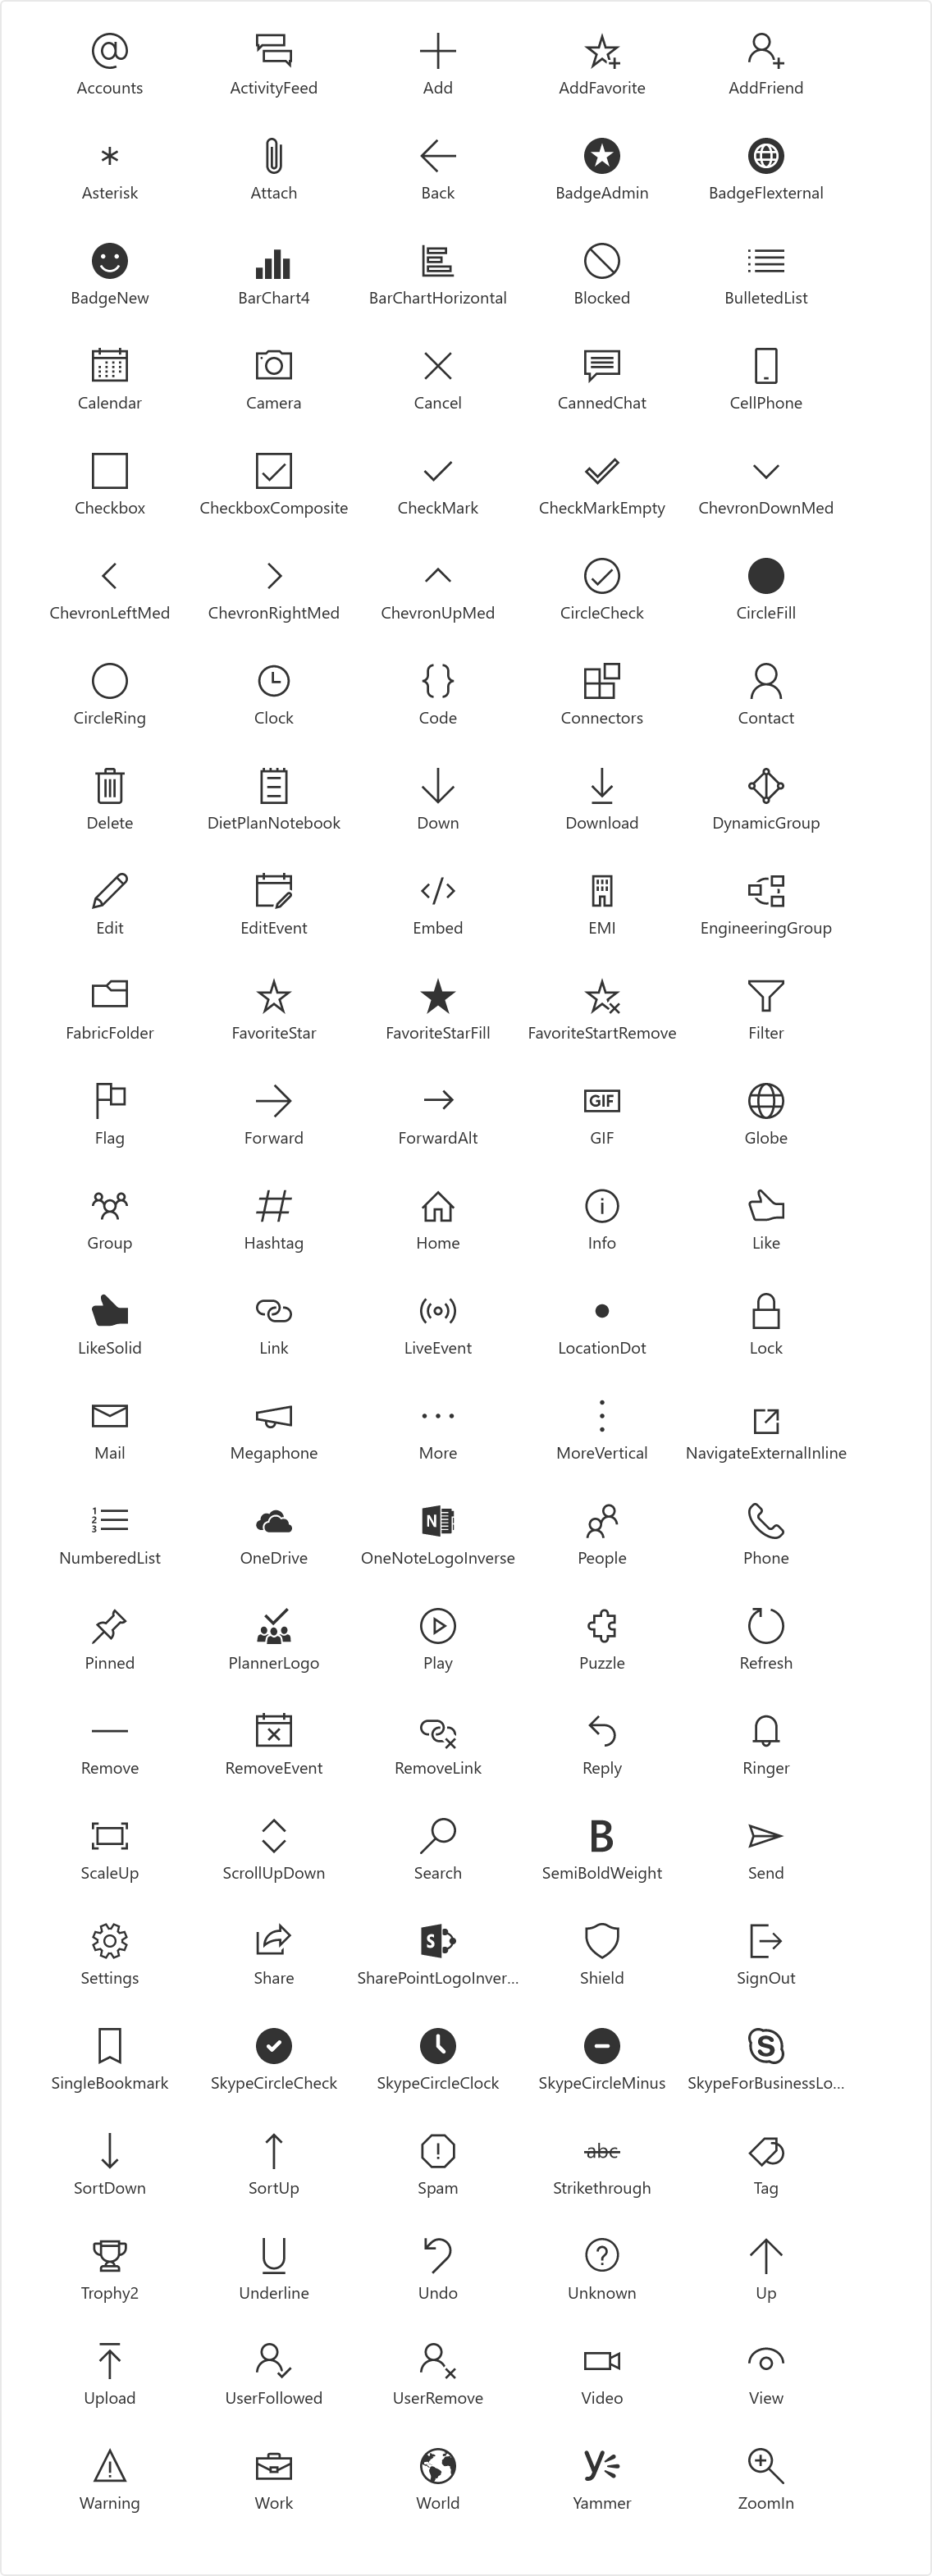 Accounts ActivityFeed Add AddFavorite AddFriend
Asterisk Attach Back BadgeAdmin BadgeFlexternal
BadgeNew BarChart4 BarChartHorizontal Blocked BulletedList
Calendar Camera Cancel CannedChat CellPhone
Checkbox CheckboxComposite CheckMark CheckMarkEmpty ChevronDownMed
ChevronLeftMed ChevronRightMed ChevronUpMed CircleCheck CircleFill
CircleRing Clock Code Connectors Contact
Delete DietPlanNotebook Down Download DynamicGroup
Edit EditEvent Embed EMI EngineeringGroup
FabricFolder FavoriteStar FavoriteStarFill FavoriteStartRemove Filter
GIF
Flag Forward ForwardAlt GIF Globe
Group Hashtag Home Info Like
LikeSolid Link LiveEvent LocationDot Lock
Mail Megaphone More MoreVertical NavigateExternalInline
1
2
3
N
NumberedList OneDrive OneNoteLogoInverse People Phone
Pinned PlannerLogo Play Puzzle Refresh
Remove RemoveEvent RemoveLink Reply Ringer
B
ScaleUp ScrollUpDown Search SemiBoldWeight Send
S
Settings Share SharePointLogoInver... Shield SignOut
S
SingleBookmark SkypeCircleCheck SkypeCircleClock SkypeCircleMinus SkypeForBusinessLo...
abc
SortDown SortUp Spam Strikethrough Tag
U
Trophy2 Underline Undo Unknown Up
Upload UserFollowed UserRemove Video View
Warning Work World Yammer ZoomIn